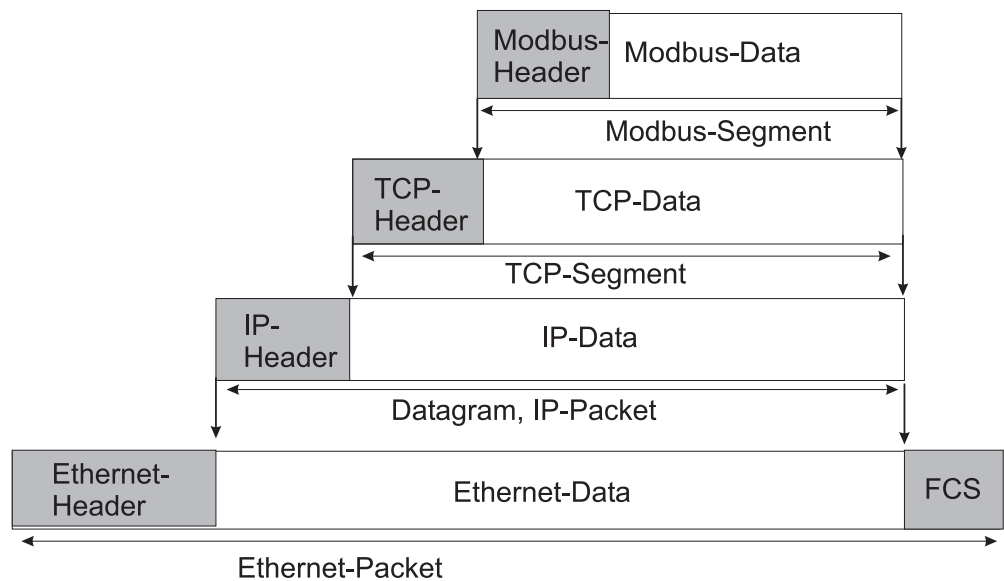 Modbus-
Header
Modbus-Data
Modbus-Segment
TCP-
Header
TCP-Data
TCP-Segment
IP-
Header
IP-Data
Datagram, IP-Packet
Ethernet-
Header
Ethernet-Data
FCS
Ethernet-Packet